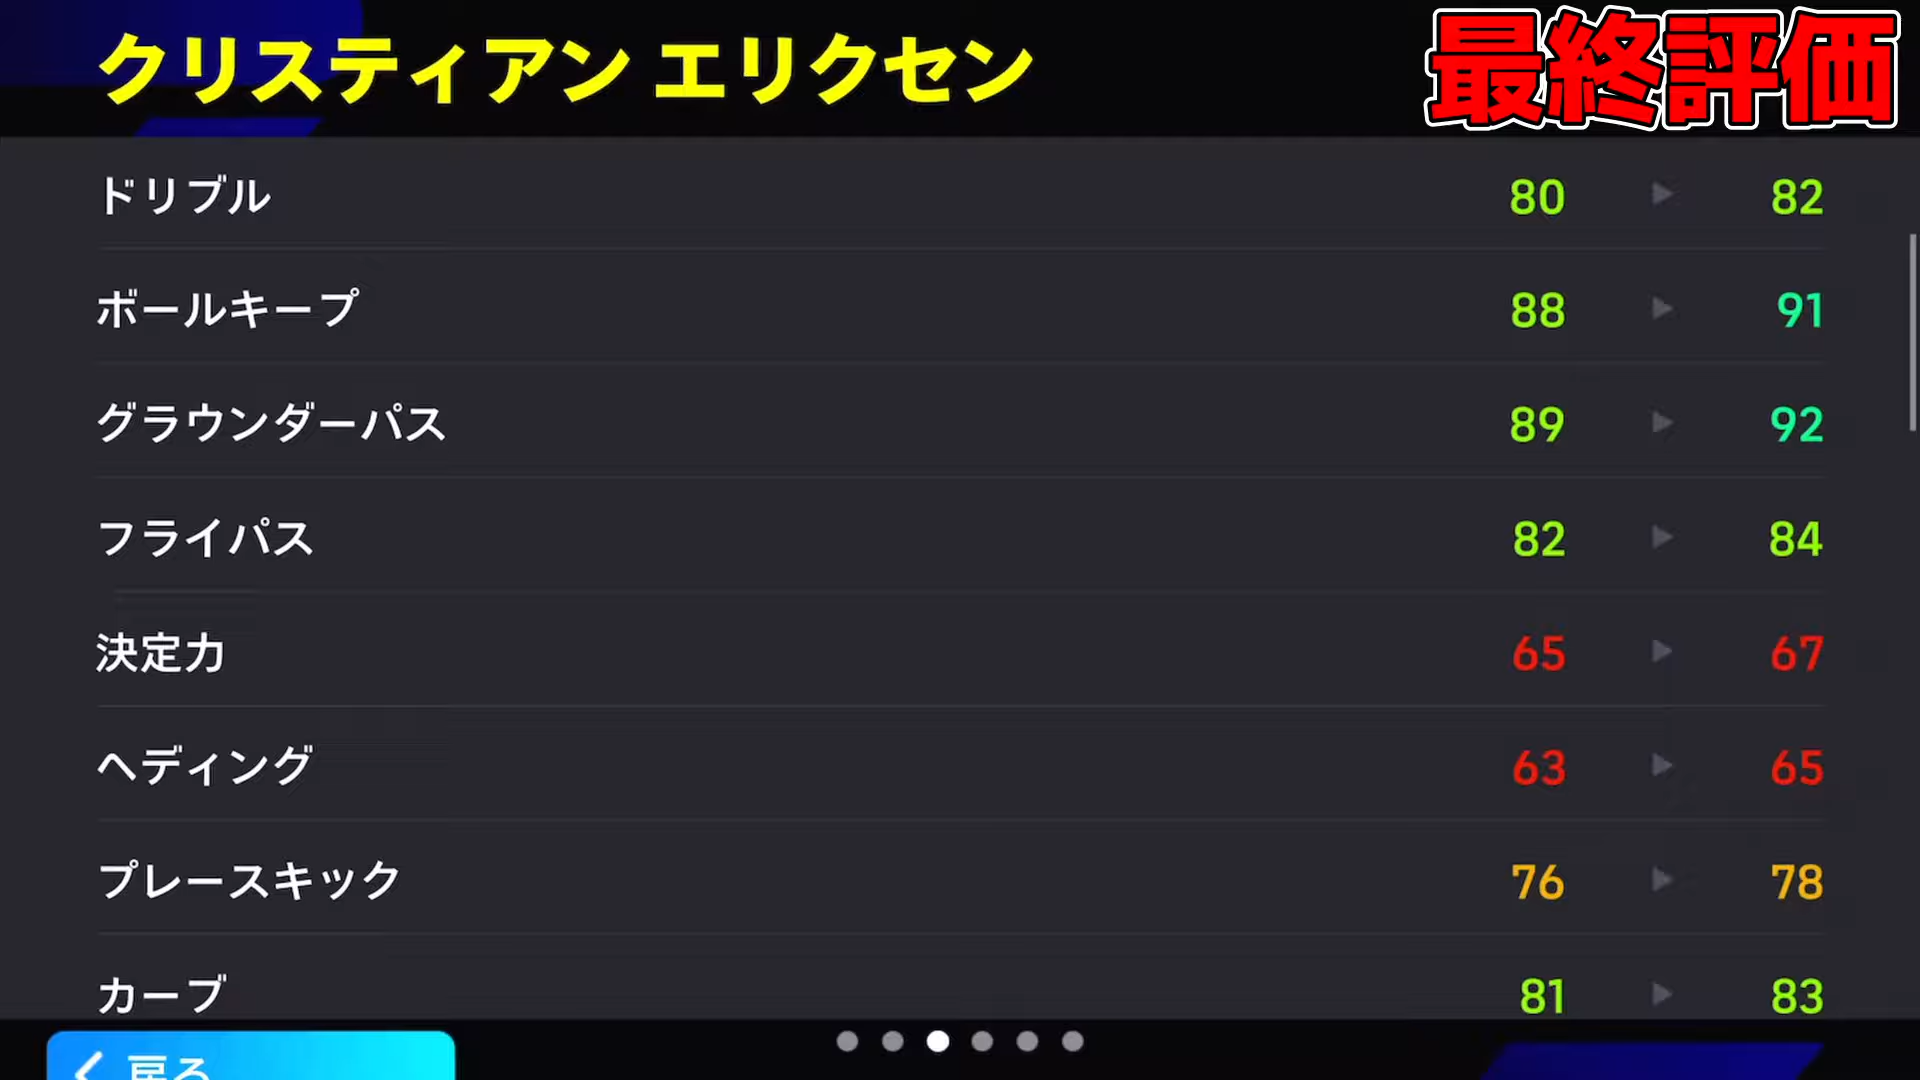 クリスティアン エリクセン
最終評価
ドリブル 80 ▶ 82
ボールキープ 88 ▶ 91
グラウンダーパス 89 ▶ 92
フライパス 82 ▶ 84
決定力 65 ▶ 67
ヘディング 63 ▶ 65
プレースキック 76 ▶ 78
カーブ 81 ▶ 83
戻る